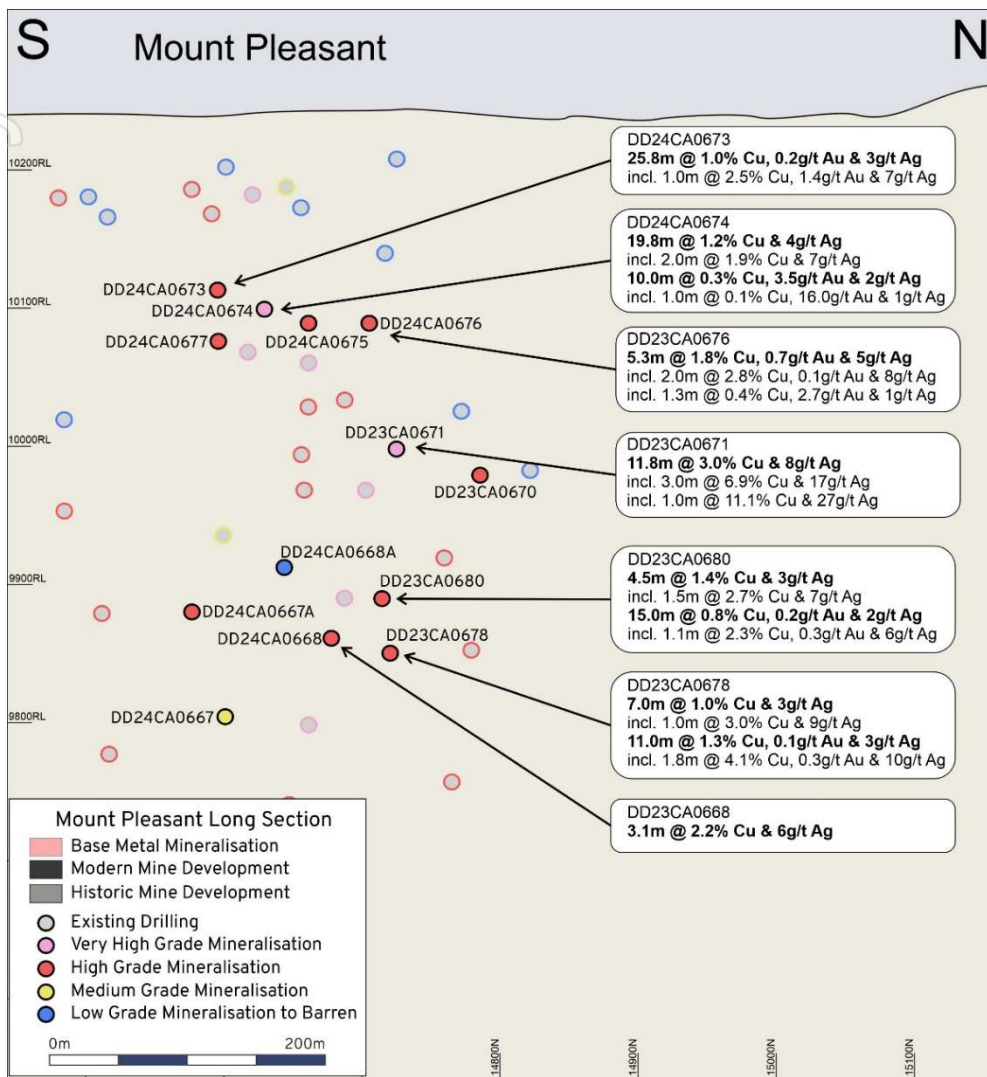 S
Mount Pleasant
N
10200RL
10100RL
10000RL
9900RL
9800RL
DD24CA0673
DD24CA0674
DD24CA0677
DD24CA0675
DD24CA0676
DD23CA0671
DD23CA0670
DD24CA0668A
DD23CA0680
DD24CA0667A
DD24CA0668
DD23CA0678
DD24CA0667
DD24CA0673
25.8m @ 1.0% Cu, 0.2g/t Au & 3g/t Ag
incl. 1.0m @ 2.5% Cu, 1.4g/t Au & 7g/t Ag
DD24CA0674
19.8m @ 1.2% Cu & 4g/t Ag
incl. 2.0m @ 1.9% Cu & 7g/t Ag
10.0m @ 0.3% Cu, 3.5g/t Au & 2g/t Ag
incl. 1.0m @ 0.1% Cu, 16.0g/t Au & 1g/t Ag
DD23CA0676
5.3m @ 1.8% Cu, 0.7g/t Au & 5g/t Ag
incl. 2.0m @ 2.8% Cu, 0.1g/t Au & 8g/t Ag
incl. 1.3m @ 0.4% Cu, 2.7g/t Au & 1g/t Ag
DD23CA0671
11.8m @ 3.0% Cu & 8g/t Ag
incl. 3.0m @ 6.9% Cu & 17g/t Ag
incl. 1.0m @ 11.1% Cu & 27g/t Ag
DD23CA0680
4.5m @ 1.4% Cu & 3g/t Ag
incl. 1.5m @ 2.7% Cu & 7g/t Ag
15.0m @ 0.8% Cu, 0.2g/t Au & 2g/t Ag
incl. 1.1m @ 2.3% Cu, 0.3g/t Au & 6g/t Ag
DD23CA0678
7.0m @ 1.0% Cu & 3g/t Ag
incl. 1.0m @ 3.0% Cu & 9g/t Ag
11.0m @ 1.3% Cu, 0.1g/t Au & 3g/t Ag
incl. 1.8m @ 4.1% Cu, 0.3g/t Au & 10g/t Ag
DD23CA0668
3.1m @ 2.2% Cu & 6g/t Ag
Mount Pleasant Long Section
Base Metal Mineralisation
Modern Mine Development
Historic Mine Development
Existing Drilling
Very High Grade Mineralisation
High Grade Mineralisation
Medium Grade Mineralisation
Low Grade Mineralisation to Barren
0m 200m
14800N
14900N
15000N
15100N